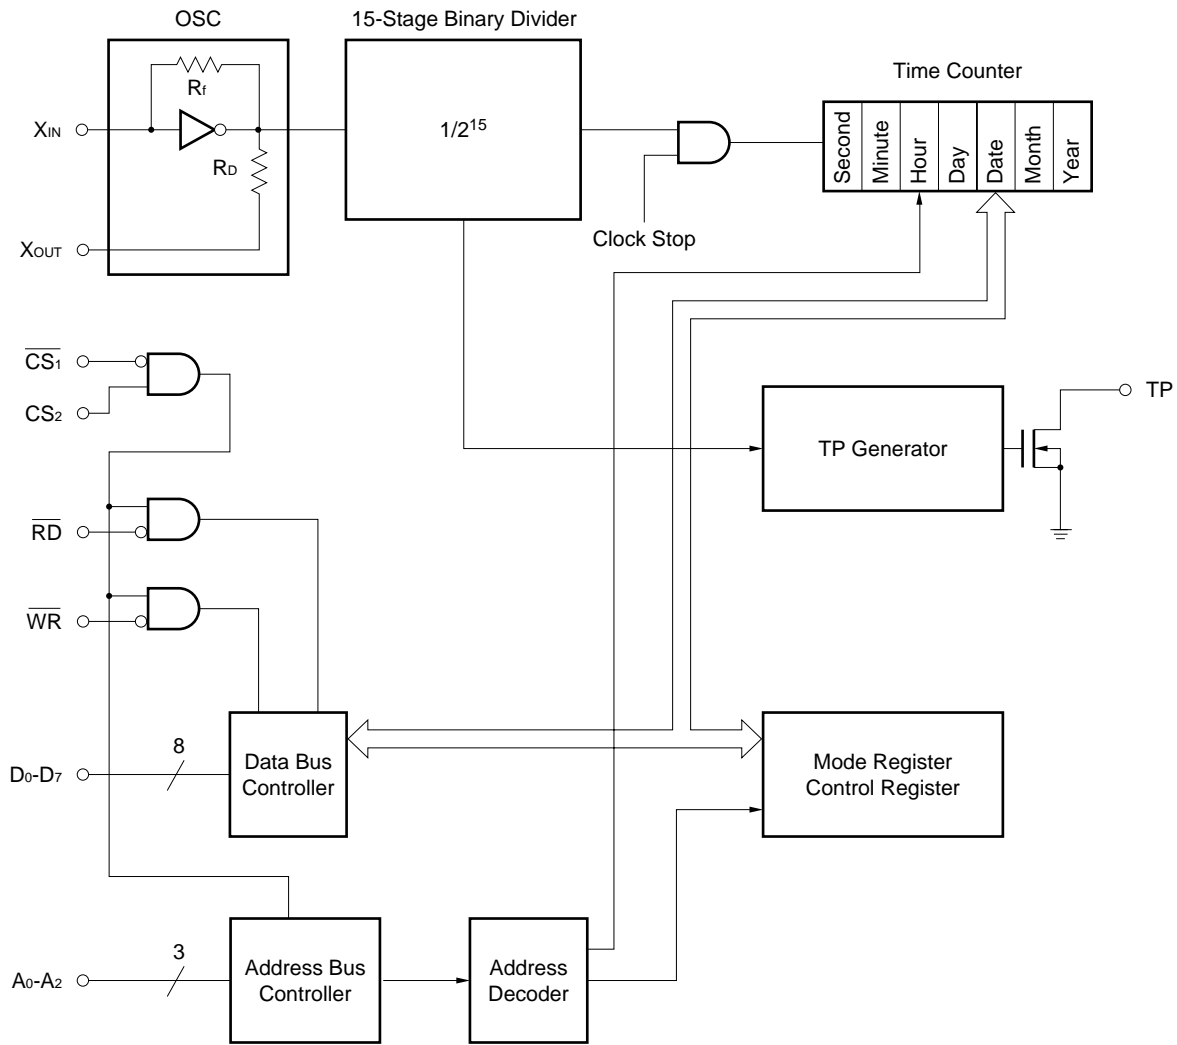 OSC
15-Stage Binary Divider
Time Counter
Rf
XIN
1/2¹⁵
RD
Second
Minute
Hour
Day
Date
Month
Year
XOUT
Clock Stop
CS1
CS2
TP
TP Generator
RD
WR
8
D0-D7
Data Bus
Controller
Mode Register
Control Register
3
A0-A2
Address Bus
Controller
Address
Decoder